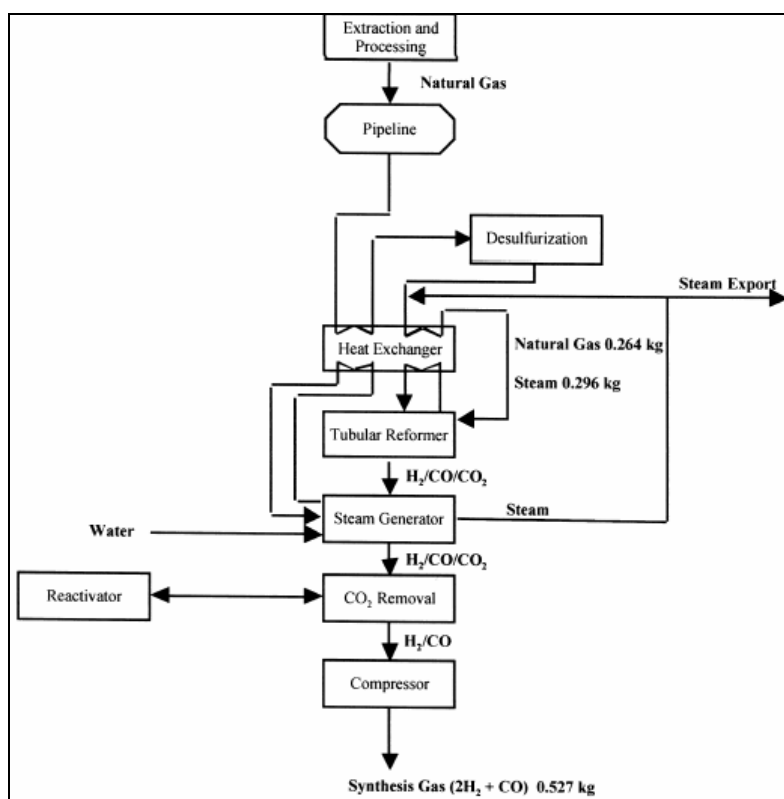 Extraction and
Processing
Natural Gas
Pipeline
Desulfurization
Steam Export
Heat Exchanger
Natural Gas 0.264 kg
Steam 0.296 kg
Tubular Reformer
H₂/CO/CO₂
Steam Generator
Steam
Water
H₂/CO/CO₂
Reactivator
CO₂ Removal
H₂/CO
Compressor
Synthesis Gas (2H₂ + CO) 0.527 kg